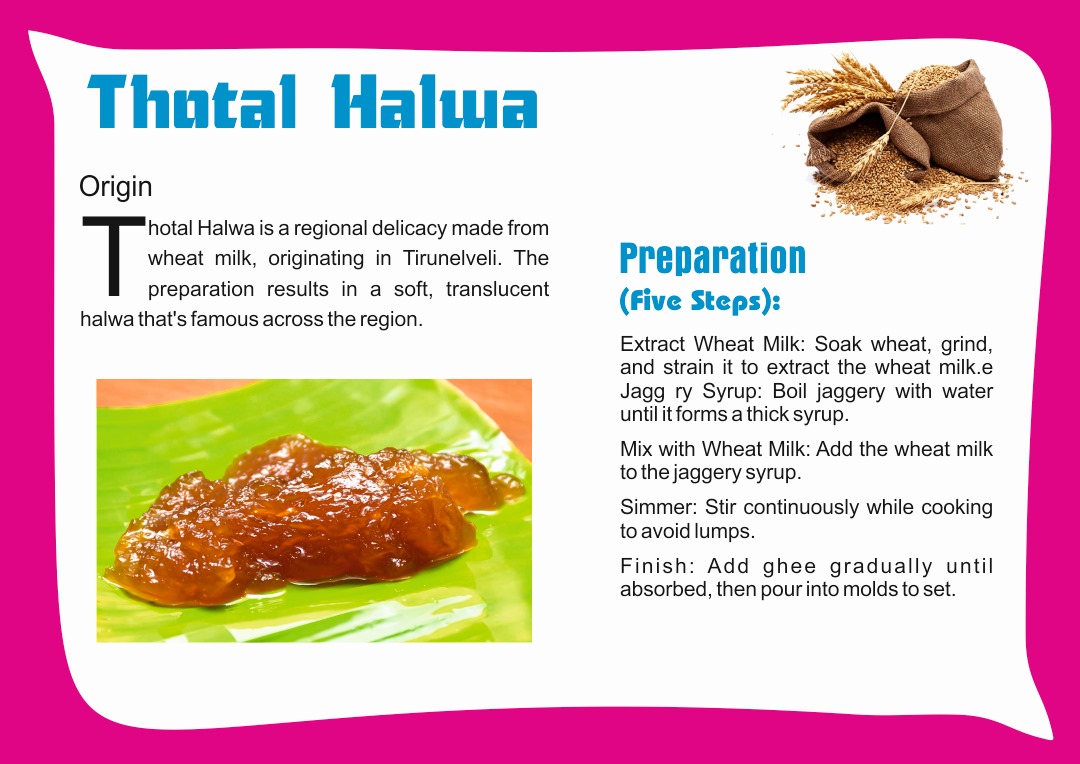 Thotal Halwa
Origin
Thotal Halwa is a regional delicacy made from
wheat milk, originating in Tirunelveli. The
preparation results in a soft, translucent
halwa that's famous across the region.
Preparation
(Five Steps):
Extract Wheat Milk: Soak wheat, grind,
and strain it to extract the wheat milk.e
Jagg ry Syrup: Boil jaggery with water
until it forms a thick syrup.
Mix with Wheat Milk: Add the wheat milk
to the jaggery syrup.
Simmer: Stir continuously while cooking
to avoid lumps.
Finish: Add ghee gradually until
absorbed, then pour into molds to set.